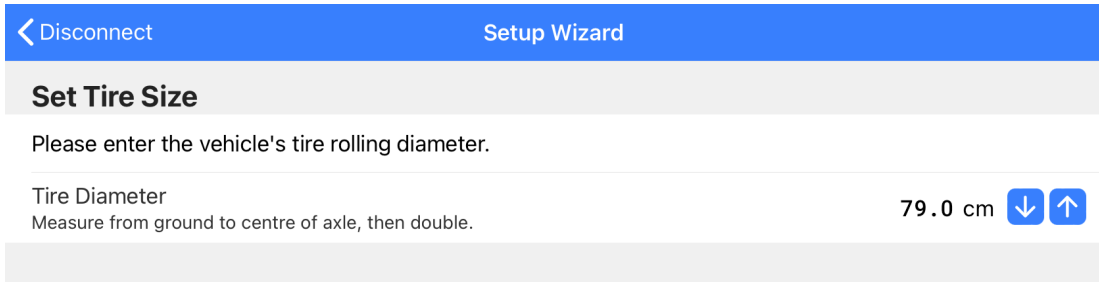 Disconnect
Setup Wizard
Set Tire Size
Please enter the vehicle's tire rolling diameter.
Tire Diameter
Measure from ground to centre of axle, then double.
79.0 cm